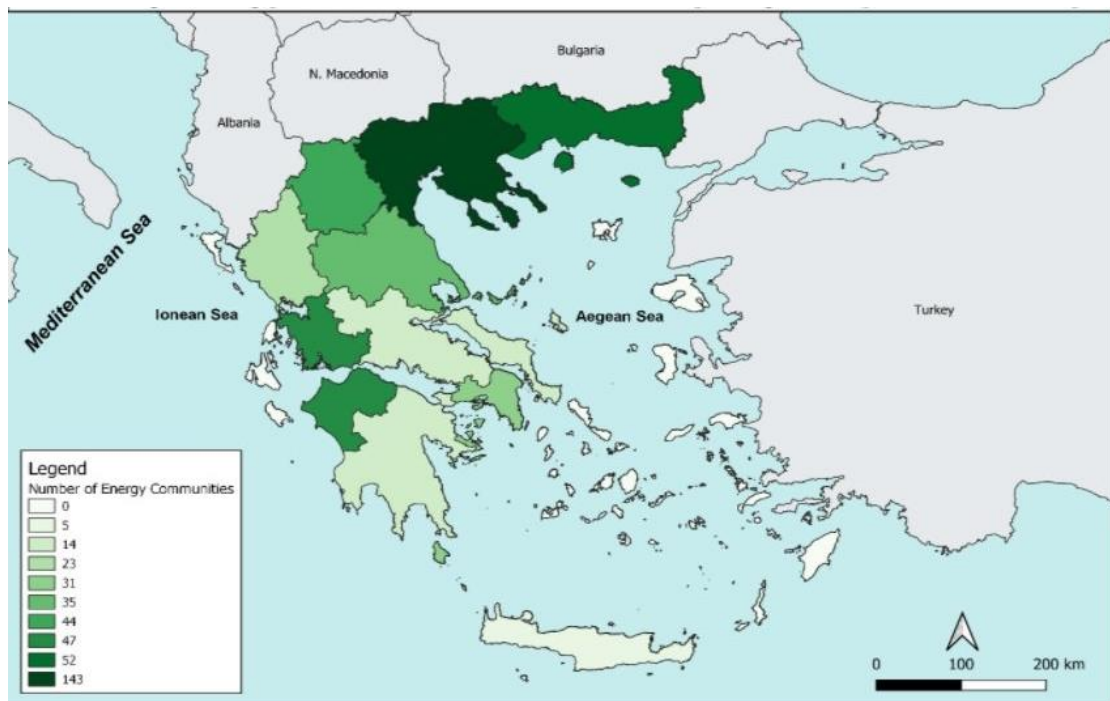 Bulgaria
N. Macedonia
Albania
Mediterranean Sea
Ionean Sea
Aegean Sea
Turkey
Legend
Number of Energy Communities
0
5
14
23
31
35
44
47
52
143
0 100 200 km